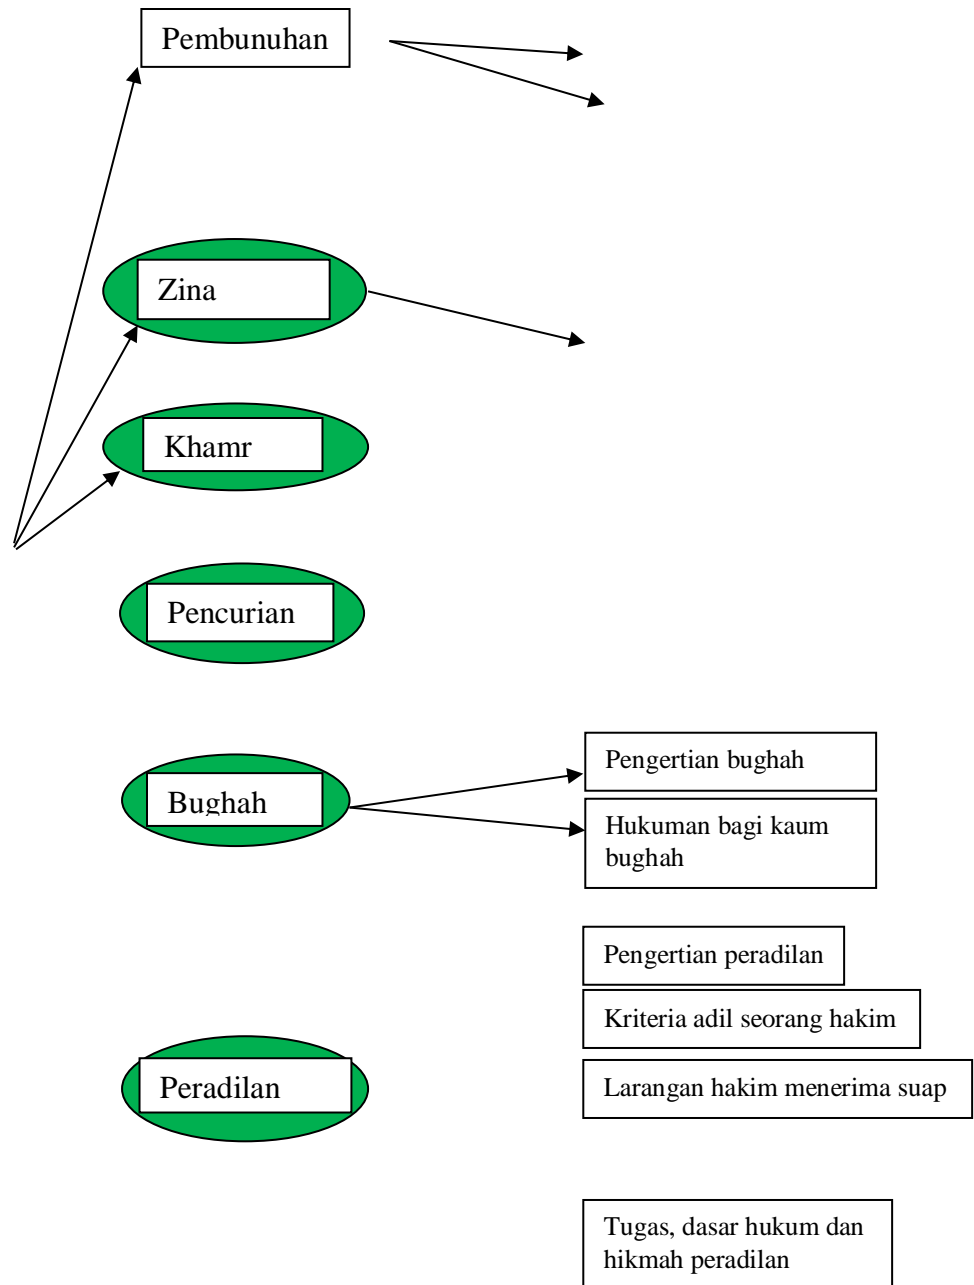 Pembunuhan
Zina
Khamr
Pencurian
Bughah
Pengertian bughah
Hukuman bagi kaum
bughah
Pengertian peradilan
Kriteria adil seorang hakim
Peradilan
Larangan hakim menerima suap
Tugas, dasar hukum dan
hikmah peradilan